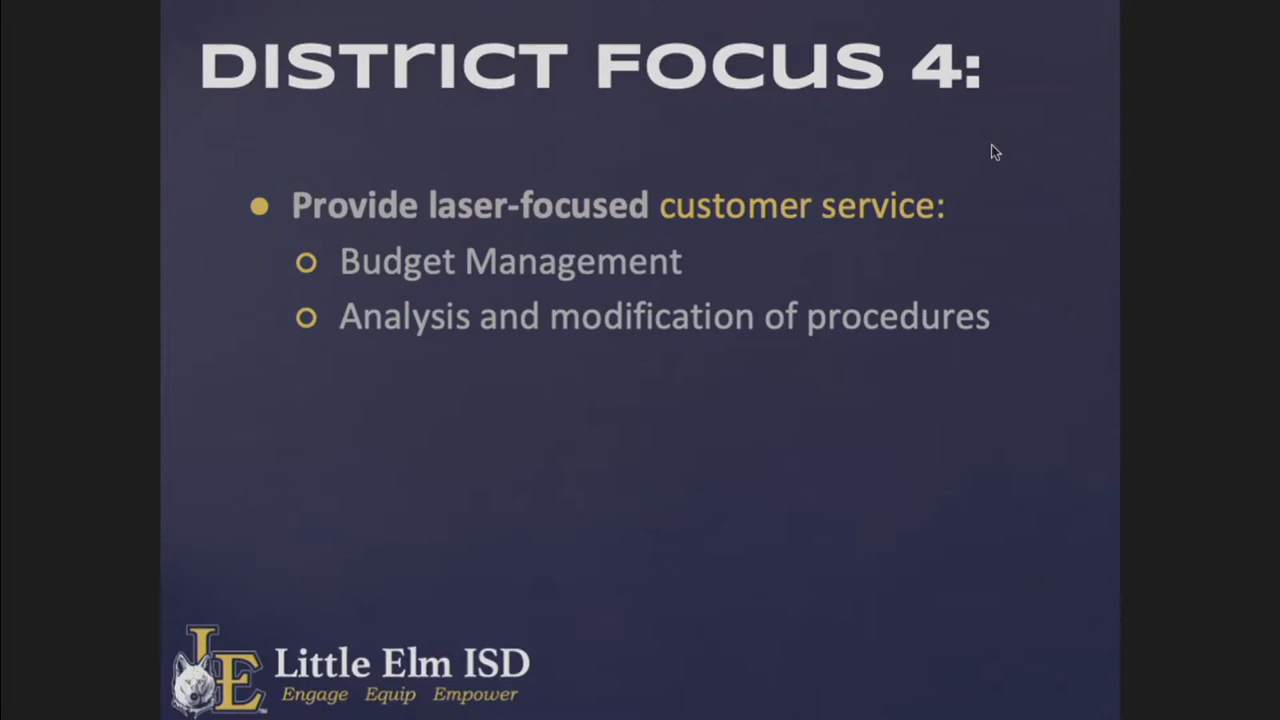 DISTrICT FOCUS 4:
Provide laser-focused customer service:
Budget Management
Analysis and modification of procedures
LE
Little Elm ISD
Engage Equip Empower